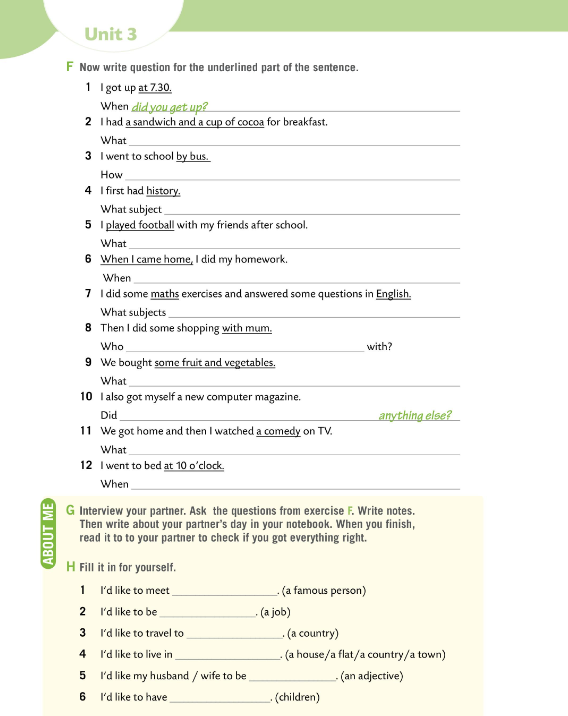 Unit 3
F Now write question for the underlined part of the sentence.
1 I got up at 7.30.
When did you get up?
2 I had a sandwich and a cup of cocoa for breakfast.
What
3 I went to school by bus.
How
4 I first had history.
What subject
5 I played football with my friends after school.
What
6 When I came home, I did my homework.
When
7 I did some maths exercises and answered some questions in English.
What subjects
8 Then I did some shopping with mum.
Who with?
9 We bought some fruit and vegetables.
What
10 I also got myself a new computer magazine.
Did anything else?
11 We got home and then I watched a comedy on TV.
What
12 I went to bed at 10 o'clock.
When
ABOUT ME
G Interview your partner. Ask the questions from exercise F. Write notes.
Then write about your partner's day in your notebook. When you finish,
read it to to your partner to check if you got everything right.
H Fill it in for yourself.
1 I'd like to meet ____________________. (a famous person)
2 I'd like to be __________________. (a job)
3 I'd like to travel to __________________. (a country)
4 I'd like to live in ____________________. (a house/a flat/a country/a town)
5 I'd like my husband / wife to be ________________. (an adjective)
6 I'd like to have ___________________. (children)